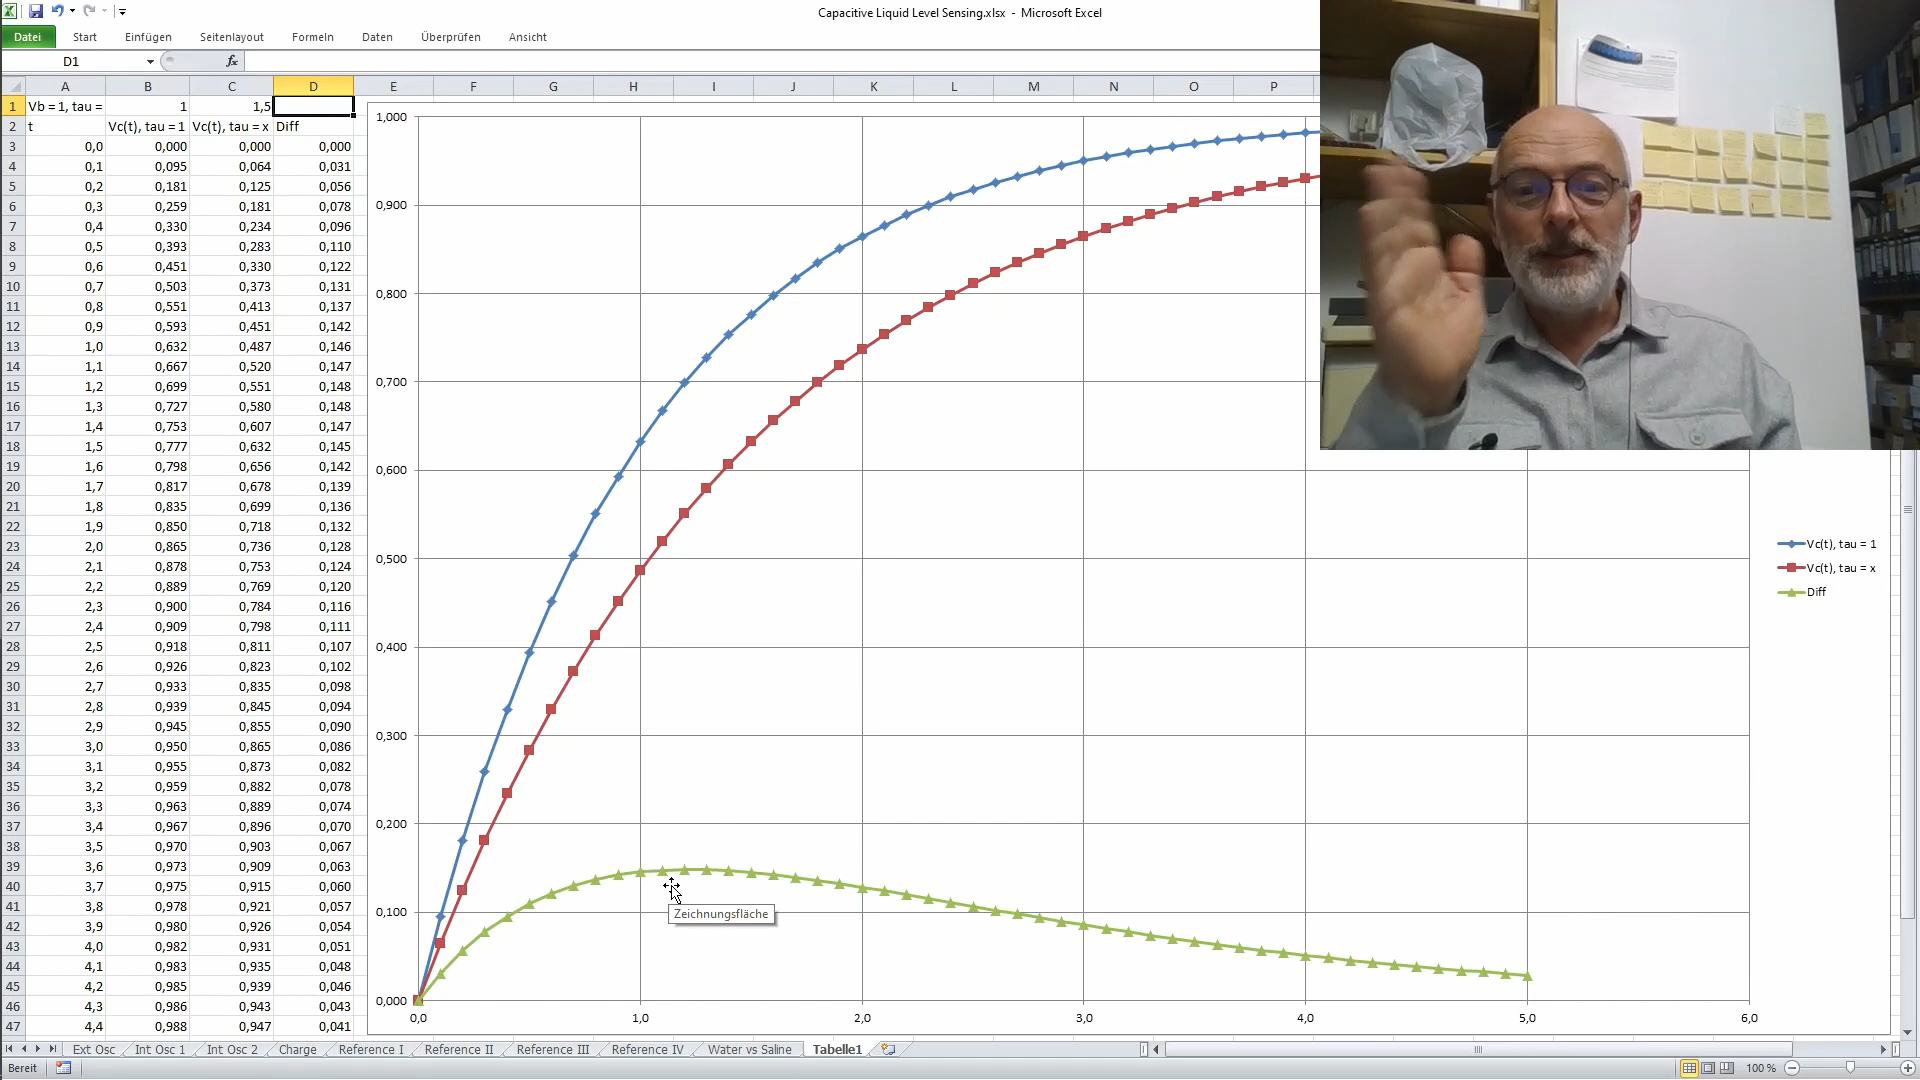 Capacitive Liquid Level Sensing.xlsx - Microsoft Excel
Datei Start Einfügen Seitenlayout Formeln Daten Überprüfen Ansicht
D1 fx
A B C D E F G H I J K L M N O P
1 Vb = 1, tau = 1 1,5
2 t Vc(t), tau = 1 Vc(t), tau = x Diff
3 0,0 0,000 0,000 0,000
4 0,1 0,095 0,064 0,031
5 0,2 0,181 0,125 0,056
6 0,3 0,259 0,181 0,078
7 0,4 0,330 0,234 0,096
8 0,5 0,393 0,283 0,110
9 0,6 0,451 0,330 0,122
10 0,7 0,503 0,373 0,131
11 0,8 0,551 0,413 0,137
12 0,9 0,593 0,451 0,142
13 1,0 0,632 0,487 0,146
14 1,1 0,667 0,520 0,147
15 1,2 0,699 0,551 0,148
16 1,3 0,727 0,580 0,148
17 1,4 0,753 0,607 0,147
18 1,5 0,777 0,632 0,145
19 1,6 0,798 0,656 0,142
20 1,7 0,817 0,678 0,139
21 1,8 0,835 0,699 0,136
22 1,9 0,850 0,718 0,132
23 2,0 0,865 0,736 0,128
24 2,1 0,878 0,753 0,124
25 2,2 0,889 0,769 0,120
26 2,3 0,900 0,784 0,116
27 2,4 0,909 0,798 0,111
28 2,5 0,918 0,811 0,107
29 2,6 0,926 0,823 0,102
30 2,7 0,933 0,835 0,098
31 2,8 0,939 0,845 0,094
32 2,9 0,945 0,855 0,090
33 3,0 0,950 0,865 0,086
34 3,1 0,955 0,873 0,082
35 3,2 0,959 0,882 0,078
36 3,3 0,963 0,889 0,074
37 3,4 0,967 0,896 0,070
38 3,5 0,970 0,903 0,067
39 3,6 0,973 0,909 0,063
40 3,7 0,975 0,915 0,060
41 3,8 0,978 0,921 0,057
42 3,9 0,980 0,926 0,054
43 4,0 0,982 0,931 0,051
44 4,1 0,983 0,935 0,048
45 4,2 0,985 0,939 0,046
46 4,3 0,986 0,943 0,043
47 4,4 0,988 0,947 0,041
1,000
0,900
0,800
0,700
0,600
0,500
0,400
0,300
0,200
0,100
0,000
0,0 1,0 2,0 3,0 4,0 5,0 6,0
Zeichnungsfläche
Vc(t), tau = 1
Vc(t), tau = x
Diff
Ext Osc Int Osc 1 Int Osc 2 Charge Reference I Reference II Reference III Reference IV Water vs Saline Tabelle1
Bereit 100 %